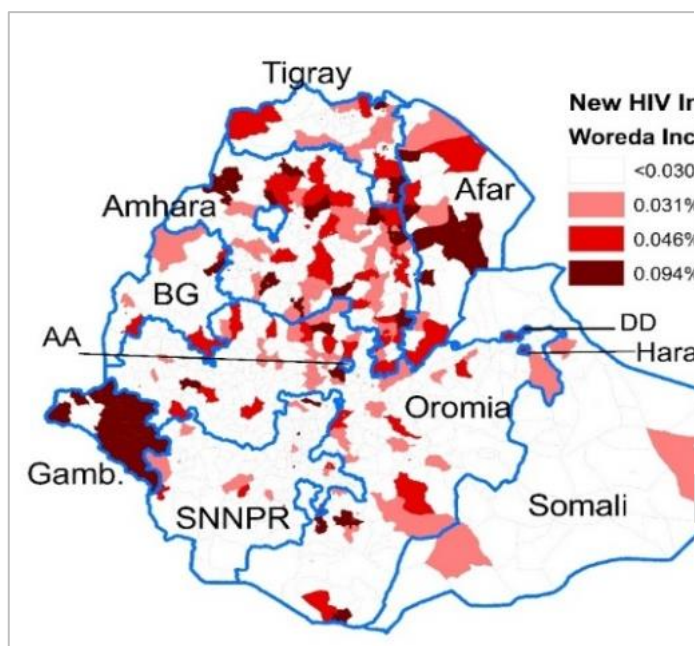 Tigray
New HIV In
Woreda Inc
<0.030
Afar
0.031%
Amhara
0.046%
0.094%
BG
AA
DD
Hara
Oromia
Gamb.
SNNPR
Somali